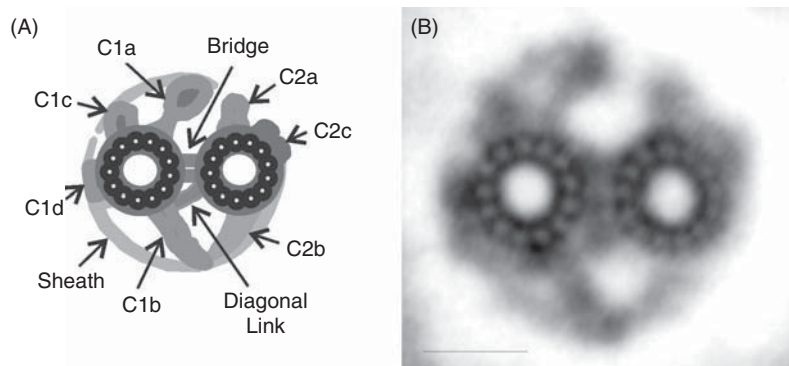 (A)
(B)
C1a
Bridge
C2a
C1c
C2c
C1d
C2b
Sheath
C1b
Diagonal
Link